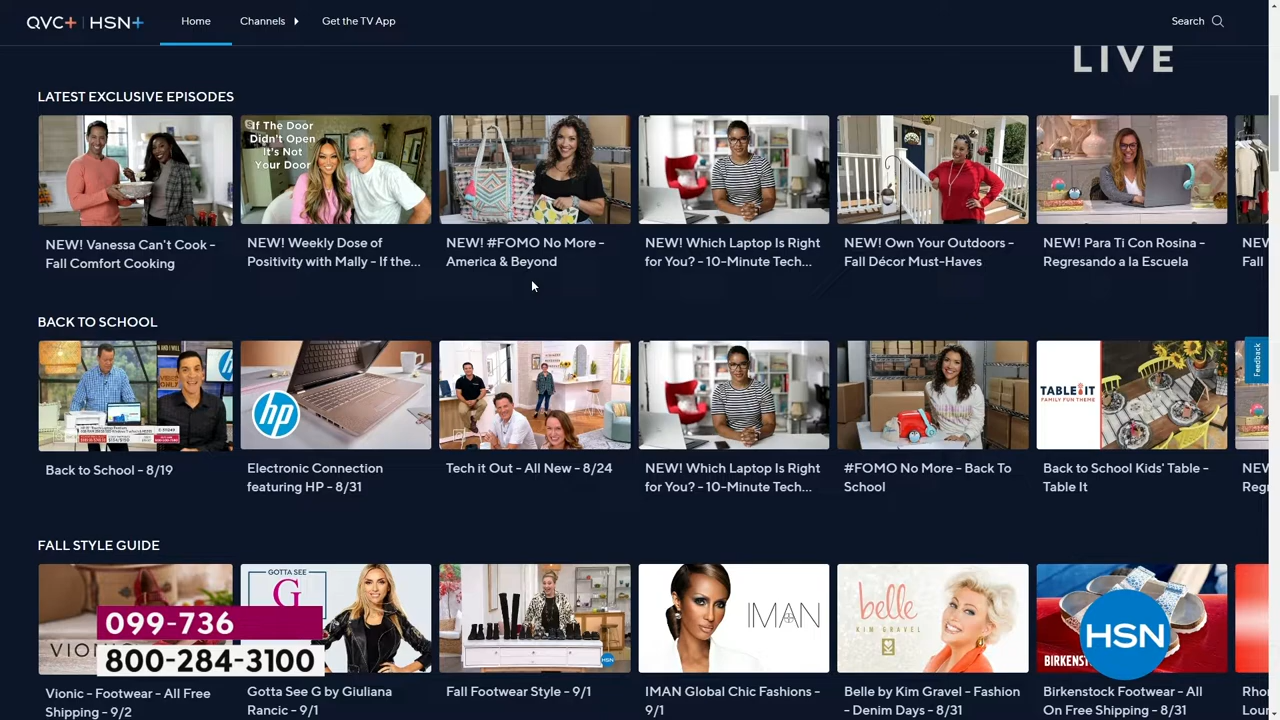 QVC+ | HSN+
Home
Channels
Get the TV App
Search
LIVE
LATEST EXCLUSIVE EPISODES
If The Door
Didn't Open
It's Not
Your Door
NEW! Vanessa Can't Cook -
Fall Comfort Cooking
NEW! Weekly Dose of
Positivity with Mally - If the...
NEW! #FOMO No More -
America & Beyond
NEW! Which Laptop Is Right
for You? - 10-Minute Tech...
NEW! Own Your Outdoors -
Fall Décor Must-Haves
NEW! Para Ti Con Rosina -
Regresando a la Escuela
NEW
Fall
BACK TO SCHOOL
Feedback
hp
TABLE IT
FAMILY FUN THEME
Back to School - 8/19
Electronic Connection
featuring HP - 8/31
Tech it Out - All New - 8/24
NEW! Which Laptop Is Right
for You? - 10-Minute Tech...
#FOMO No More - Back To
School
Back to School Kids' Table -
Table It
NEW
Regr
FALL STYLE GUIDE
VIONIC
GOTTA SEE
G
HSN
IMAN
belle
KIM GRAVEL
BIRKENSTOCK
099-736
800-284-3100
HSN
Vionic - Footwear - All Free
Shipping - 9/2
Gotta See G by Giuliana
Rancic - 9/1
Fall Footwear Style - 9/1
IMAN Global Chic Fashions -
9/1
Belle by Kim Gravel - Fashion
- Denim Days - 8/31
Birkenstock Footwear - All
On Free Shipping - 8/31
Rho
Lour